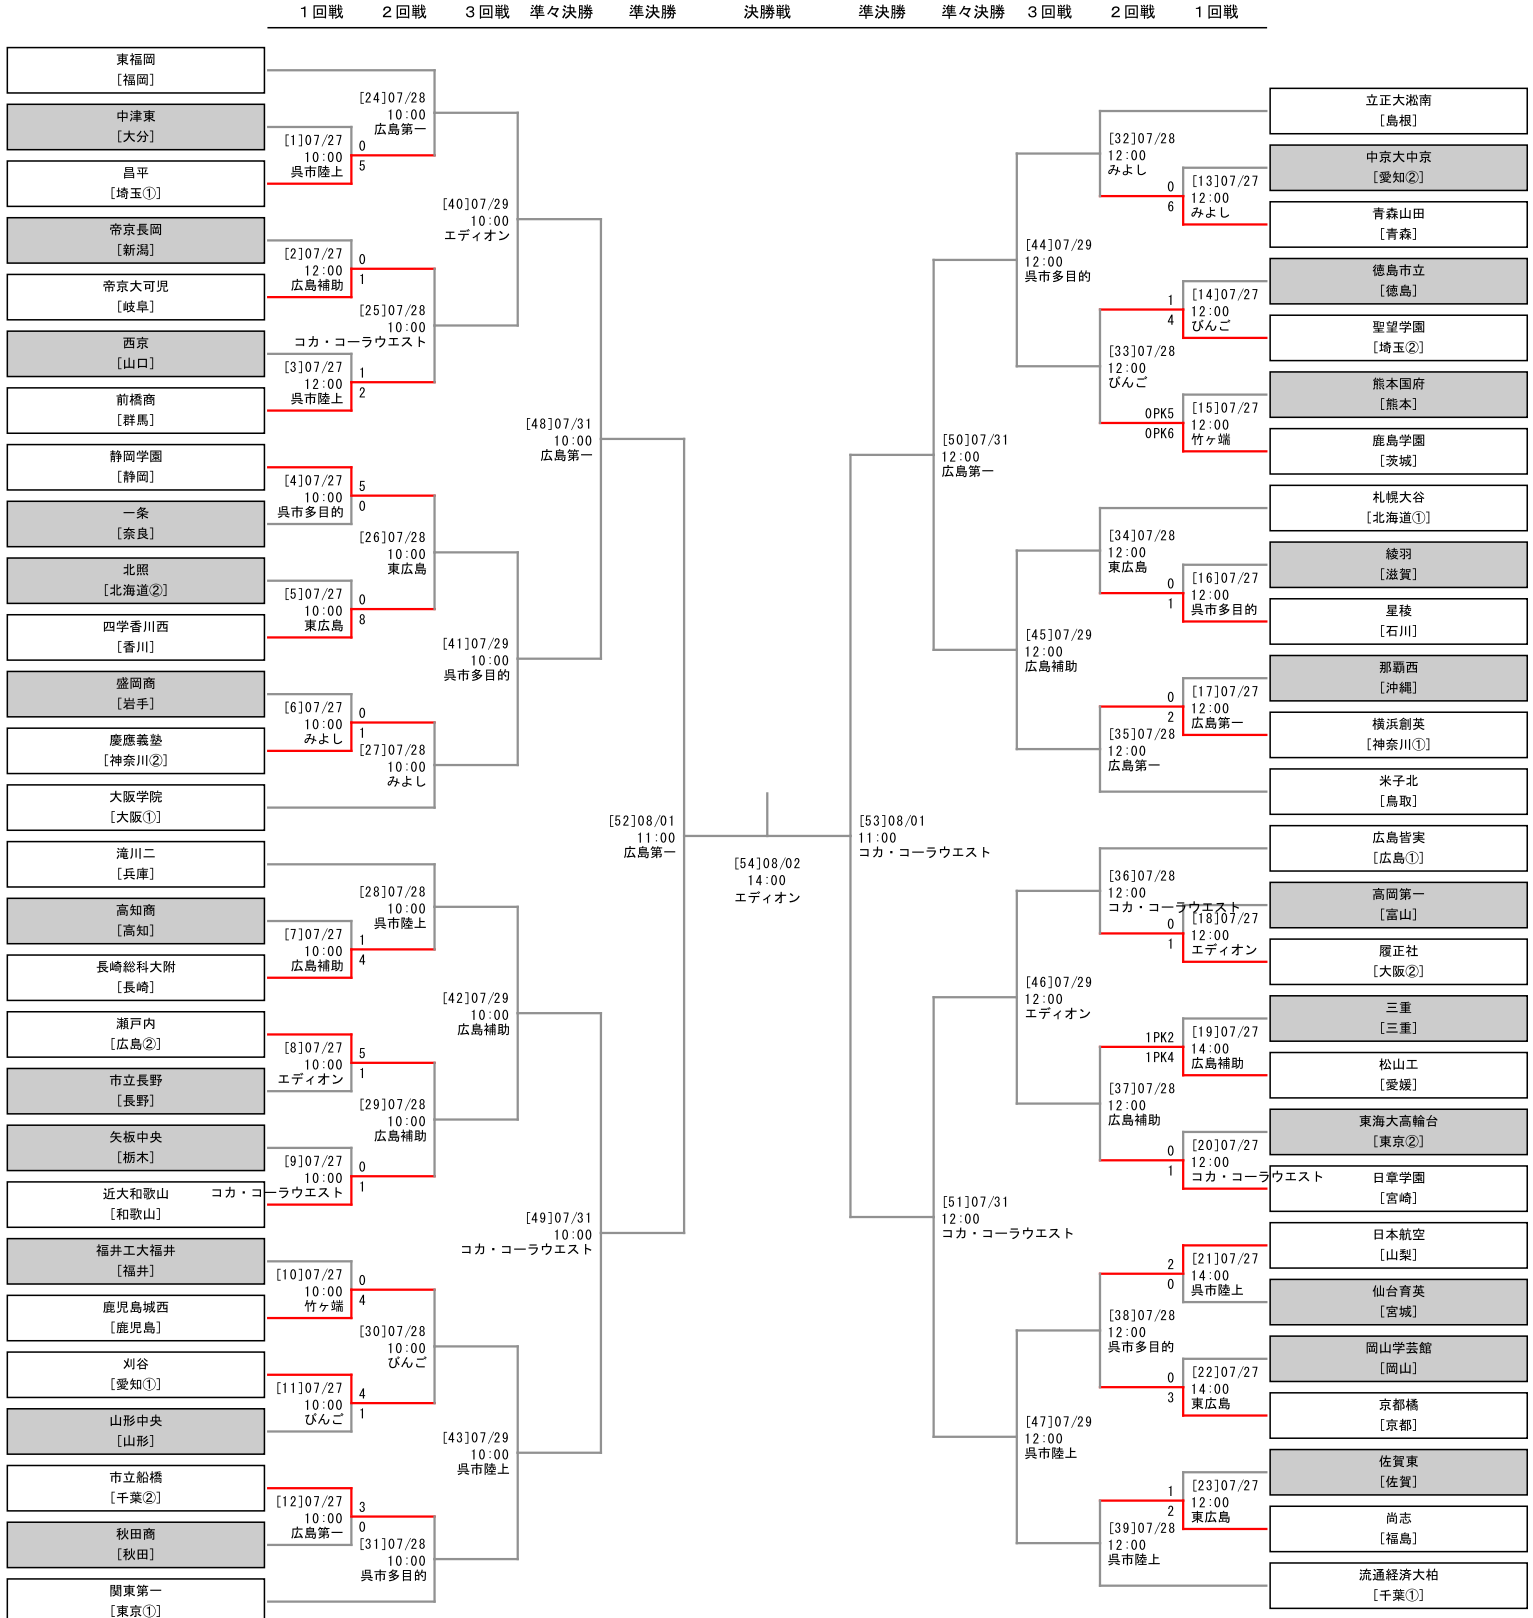 1回戦 2回戦 3回戦 準々決勝 準決勝 決勝戦 準決勝 準々決勝 3回戦 2回戦 1回戦
東福岡
[福岡]
中津東
[大分]
昌平
[埼玉①]
帝京長岡
[新潟]
帝京大可児
[岐阜]
西京
[山口]
前橋商
[群馬]
静岡学園
[静岡]
一条
[奈良]
北照
[北海道②]
四学香川西
[香川]
盛岡商
[岩手]
慶應義塾
[神奈川②]
大阪学院
[大阪①]
滝川二
[兵庫]
高知商
[高知]
長崎総科大附
[長崎]
瀬戸内
[広島②]
市立長野
[長野]
矢板中央
[栃木]
近大和歌山
[和歌山]
福井工大福井
[福井]
鹿児島城西
[鹿児島]
刈谷
[愛知①]
山形中央
[山形]
市立船橋
[千葉②]
秋田商
[秋田]
関東第一
[東京①]
[1]07/27
10:00
呉市陸上
0
5
[2]07/27
12:00
広島補助
0
1
[3]07/27
12:00
呉市陸上
1
2
[4]07/27
10:00
呉市多目的
5
0
[5]07/27
10:00
東広島
0
8
[6]07/27
10:00
みよし
0
1
[7]07/27
10:00
広島補助
1
4
[8]07/27
10:00
エディオン
5
1
[9]07/27
10:00
コカ・コーラウエスト
0
1
[10]07/27
10:00
竹ヶ端
0
4
[11]07/27
10:00
びんご
4
1
[12]07/27
10:00
広島第一
3
0
[24]07/28
10:00
広島第一
[25]07/28
10:00
コカ・コーラウエスト
[26]07/28
10:00
東広島
[27]07/28
10:00
みよし
[28]07/28
10:00
呉市陸上
[29]07/28
10:00
広島補助
[30]07/28
10:00
びんご
[31]07/28
10:00
呉市多目的
[40]07/29
10:00
エディオン
[41]07/29
10:00
呉市多目的
[42]07/29
10:00
広島補助
[43]07/29
10:00
呉市陸上
[48]07/31
10:00
広島第一
[49]07/31
10:00
コカ・コーラウエスト
[52]08/01
11:00
広島第一
[54]08/02
14:00
エディオン
[53]08/01
11:00
コカ・コーラウエスト
[50]07/31
12:00
広島第一
[51]07/31
12:00
コカ・コーラウエスト
[44]07/29
12:00
呉市多目的
[45]07/29
12:00
広島補助
[46]07/29
12:00
エディオン
[47]07/29
12:00
呉市陸上
[32]07/28
12:00
みよし
[33]07/28
12:00
びんご
[34]07/28
12:00
東広島
[35]07/28
12:00
広島第一
[36]07/28
12:00
コカ・コーラウエスト
[37]07/28
12:00
広島補助
[38]07/28
12:00
呉市多目的
[39]07/28
12:00
呉市陸上
0
6
[13]07/27
12:00
みよし
1
4
[14]07/27
12:00
びんご
0PK5
0PK6
[15]07/27
12:00
竹ヶ端
0
1
[16]07/27
12:00
呉市多目的
0
2
[17]07/27
12:00
広島第一
0
1
[18]07/27
12:00
エディオン
1PK2
1PK4
[19]07/27
14:00
広島補助
0
1
[20]07/27
12:00
コカ・コーラウエスト
2
0
[21]07/27
14:00
呉市陸上
0
3
[22]07/27
14:00
東広島
1
2
[23]07/27
12:00
東広島
立正大淞南
[島根]
中京大中京
[愛知②]
青森山田
[青森]
徳島市立
[徳島]
聖望学園
[埼玉②]
熊本国府
[熊本]
鹿島学園
[茨城]
札幌大谷
[北海道①]
綾羽
[滋賀]
星稜
[石川]
那覇西
[沖縄]
横浜創英
[神奈川①]
米子北
[鳥取]
広島皆実
[広島①]
高岡第一
[富山]
履正社
[大阪②]
三重
[三重]
松山工
[愛媛]
東海大高輪台
[東京②]
日章学園
[宮崎]
日本航空
[山梨]
仙台育英
[宮城]
岡山学芸館
[岡山]
京都橘
[京都]
佐賀東
[佐賀]
尚志
[福島]
流通経済大柏
[千葉①]